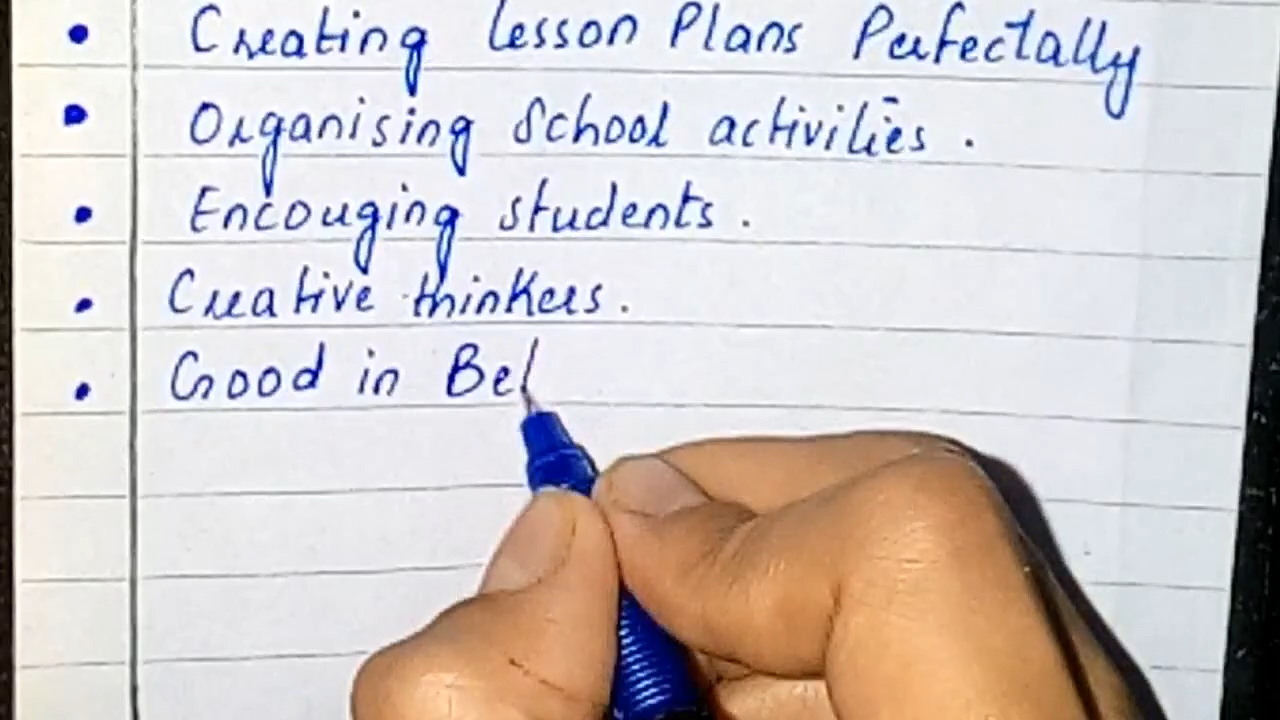 • Creating Lesson Plans Perfectally
• Organising School activities.
• Encouging students.
• Creative thinkers.
• Good in Bel